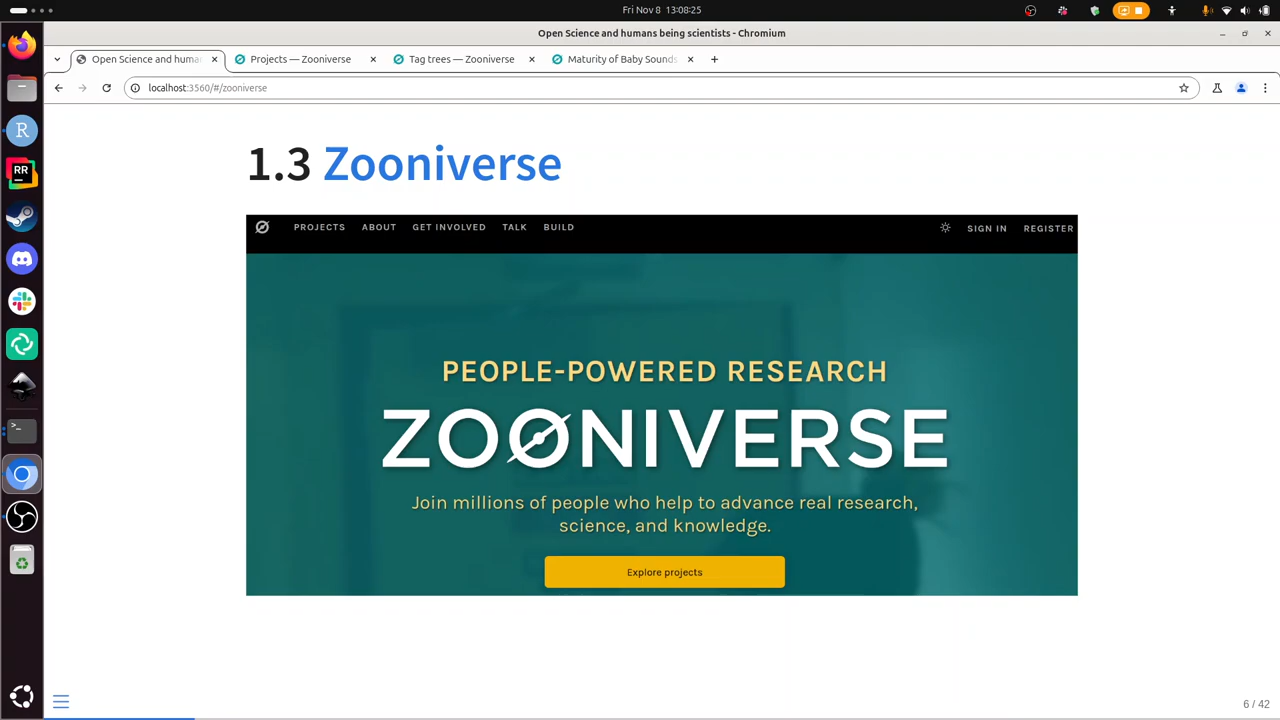 Fri Nov 8 13:08:25
Open Science and humans being scientists - Chromium
Open Science and huma
Projects — Zooniverse
Tag trees — Zooniverse
Maturity of Baby Sounds
localhost:3560/#/zooniverse
1.3 Zooniverse
PROJECTS ABOUT GET INVOLVED TALK BUILD SIGN IN REGISTER
PEOPLE-POWERED RESEARCH
ZOONIVERSE
Join millions of people who help to advance real research,
science, and knowledge.
Explore projects
R
RR
6 / 42